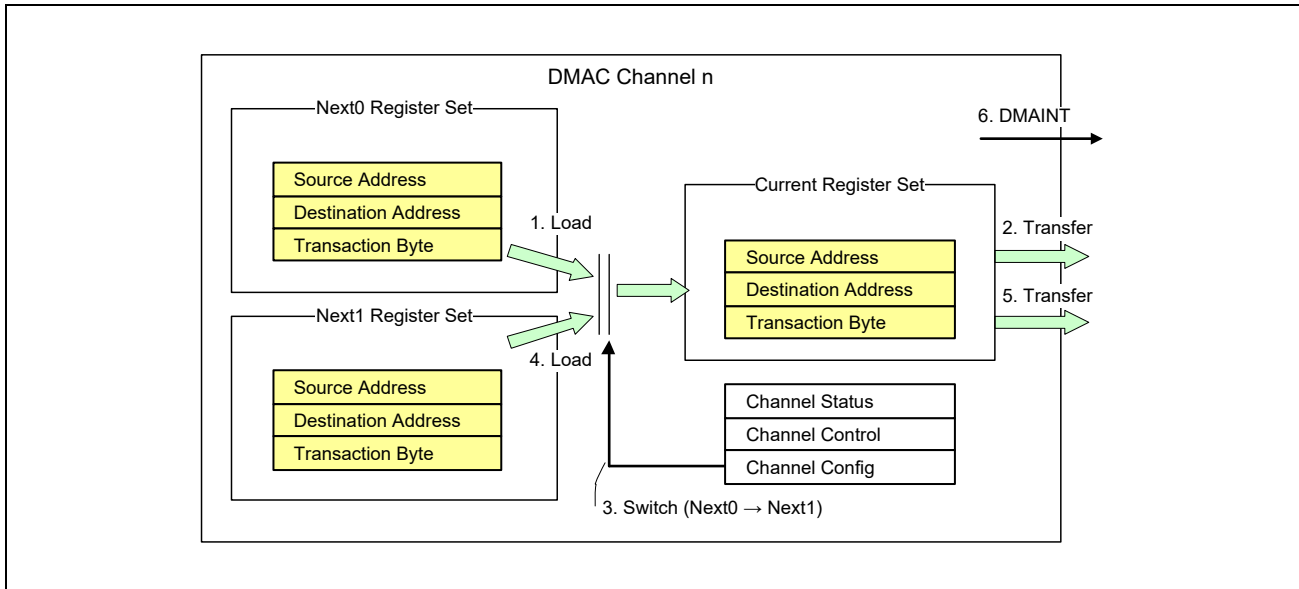 DMAC Channel n
Next0 Register Set
Source Address
Destination Address
Transaction Byte
1. Load
Next1 Register Set
4. Load
Source Address
Destination Address
Transaction Byte
3. Switch (Next0 → Next1)
6. DMAINT
Current Register Set
2. Transfer
Source Address
Destination Address
5. Transfer
Transaction Byte
Channel Status
Channel Control
Channel Config